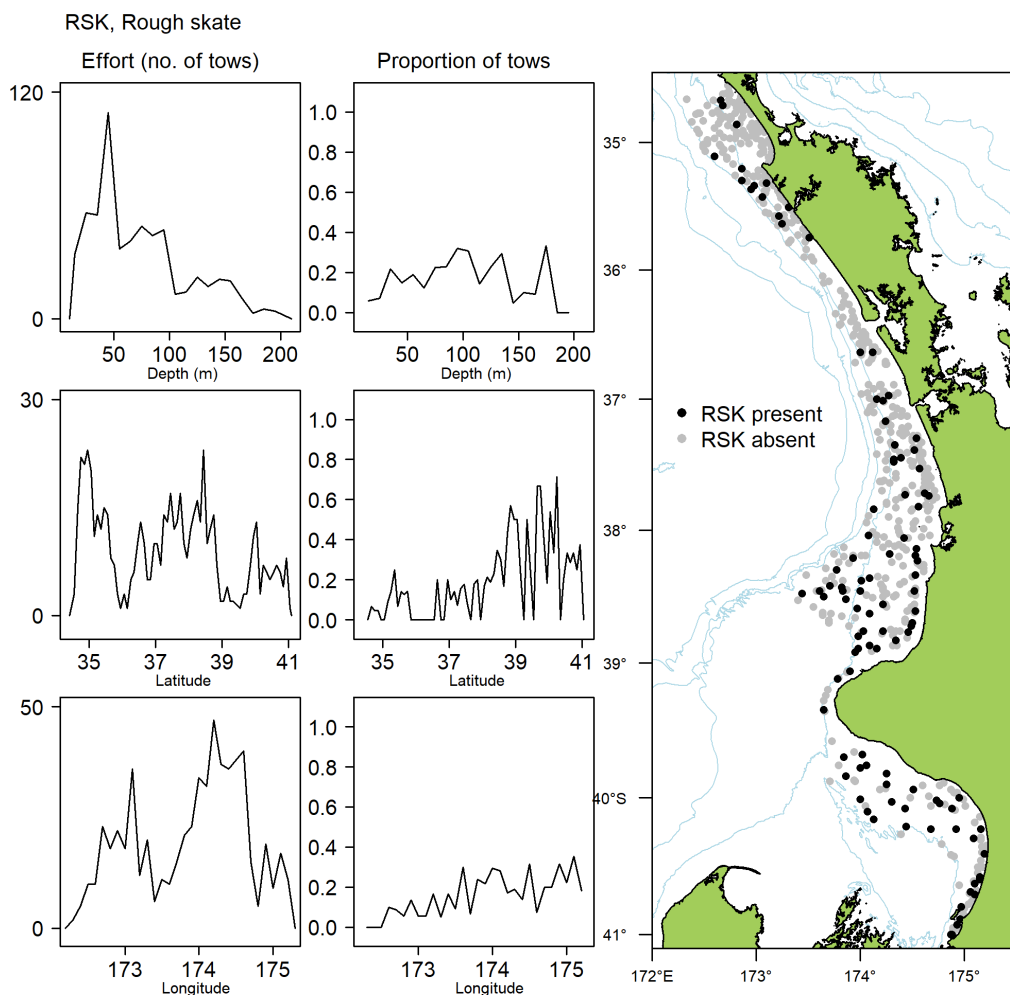 RSK, Rough skate
Effort (no. of tows)
Proportion of tows
120
0
50 100 150 200
Depth (m)
1.0
0.8
0.6
0.4
0.2
0.0
50 100 150 200
Depth (m)
30
0
35 37 39 41
Latitude
1.0
0.8
0.6
0.4
0.2
0.0
35 37 39 41
Latitude
50
0
173 174 175
Longitude
1.0
0.8
0.6
0.4
0.2
0.0
173 174 175
Longitude
35°
36°
37°
RSK present
RSK absent
38°
39°
40°S
41°
172°E 173° 174° 175°